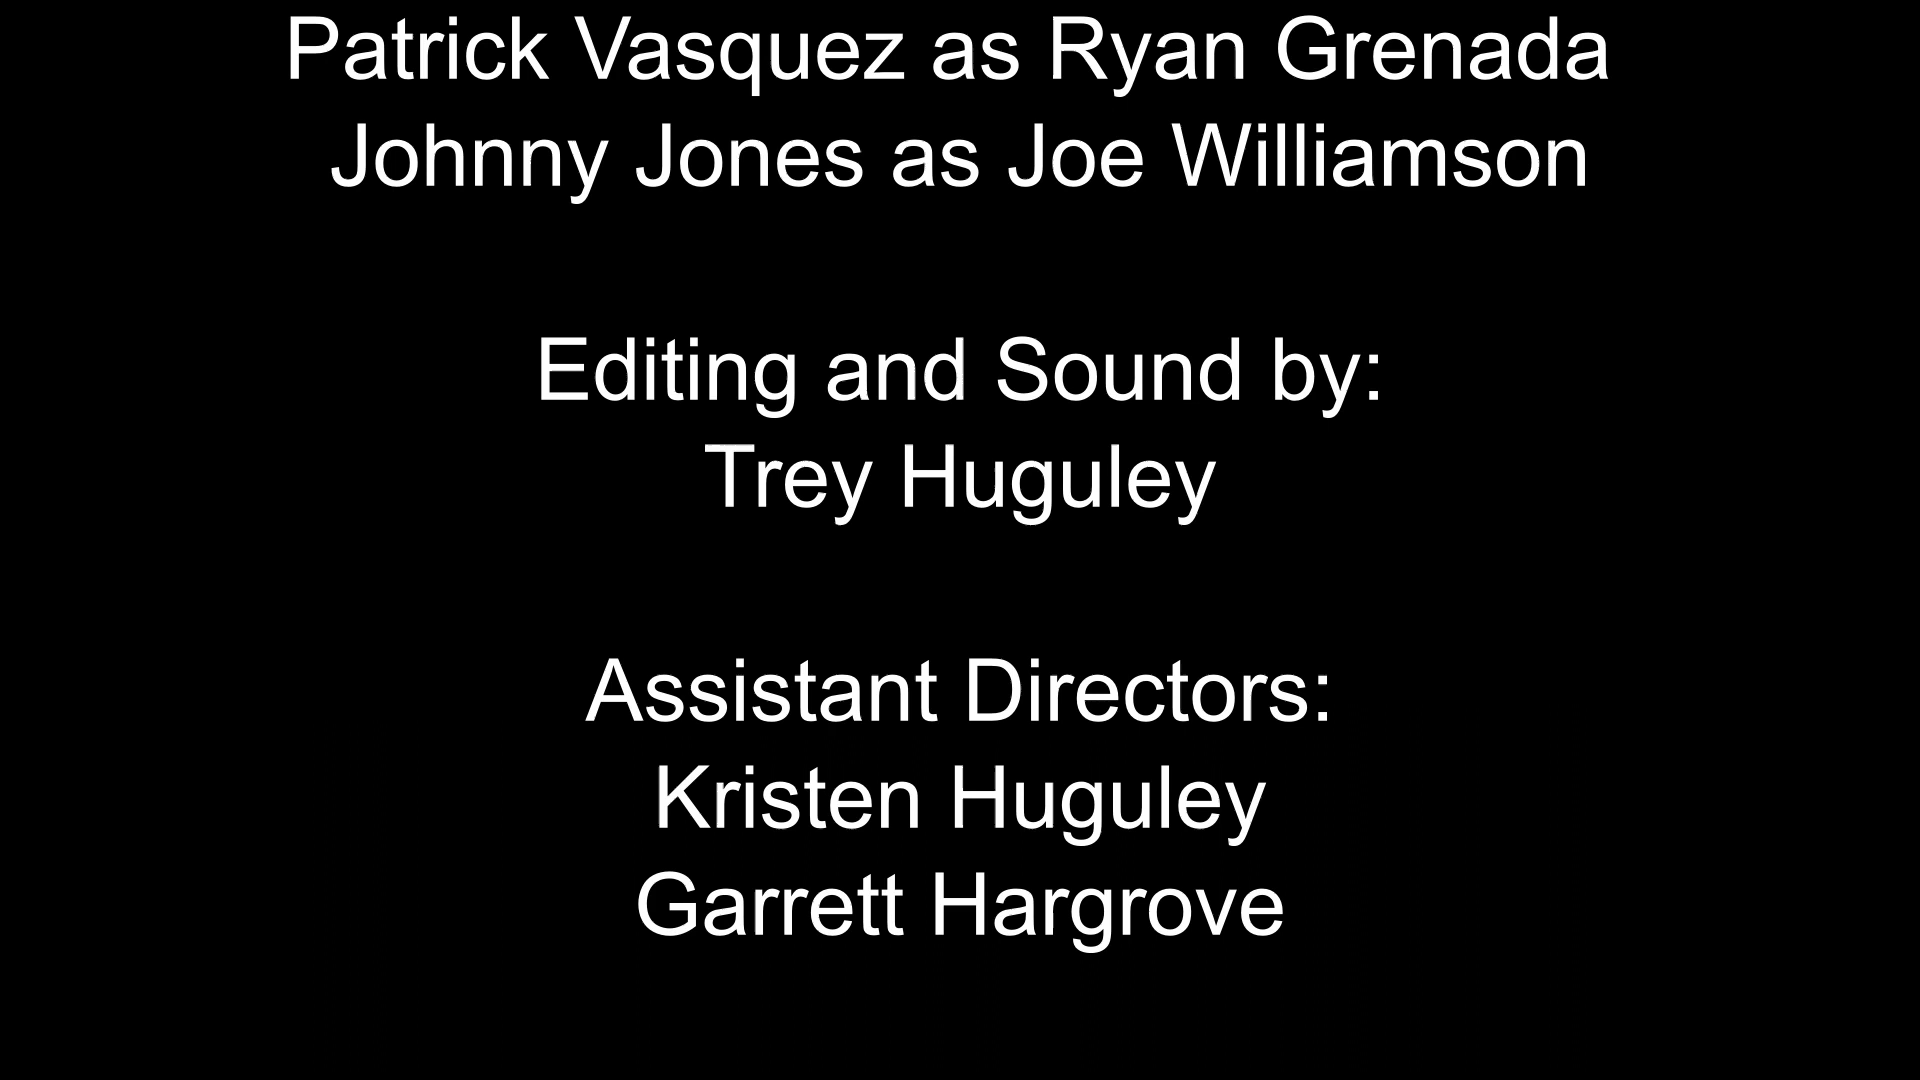 Patrick Vasquez as Ryan Grenada
Johnny Jones as Joe Williamson
Editing and Sound by:
Trey Huguley
Assistant Directors:
Kristen Huguley
Garrett Hargrove